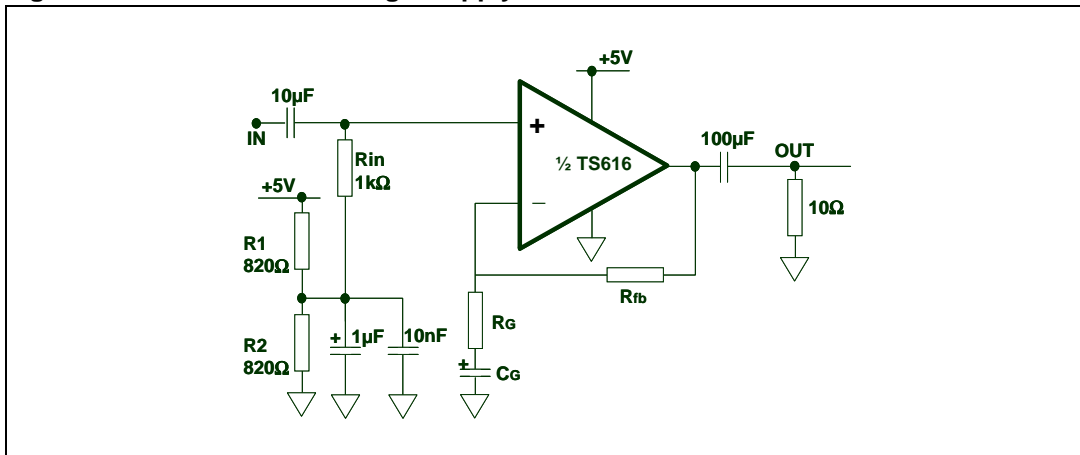 +5V
10µF
IN
+
Rin
1kΩ
½ TS616
100µF
OUT
+5V
–
10Ω
R1
820Ω
Rfb
RG
R2
820Ω
+
1µF
10nF
+
CG